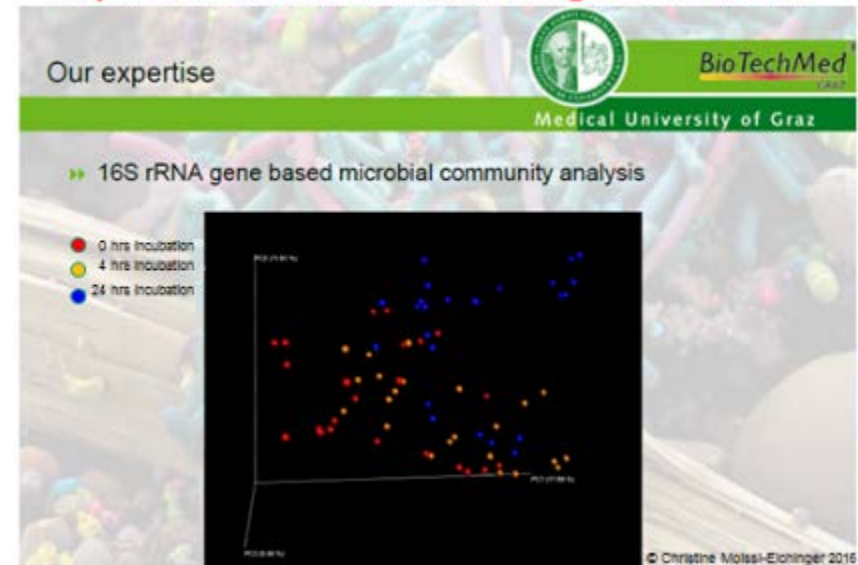 Our expertise
BioTechMed
GRAZ
Medical University of Graz
16S rRNA gene based microbial community analysis
0 hrs incubation
4 hrs incubation
24 hrs incubation
© Christine Moissl-Eichinger 2016